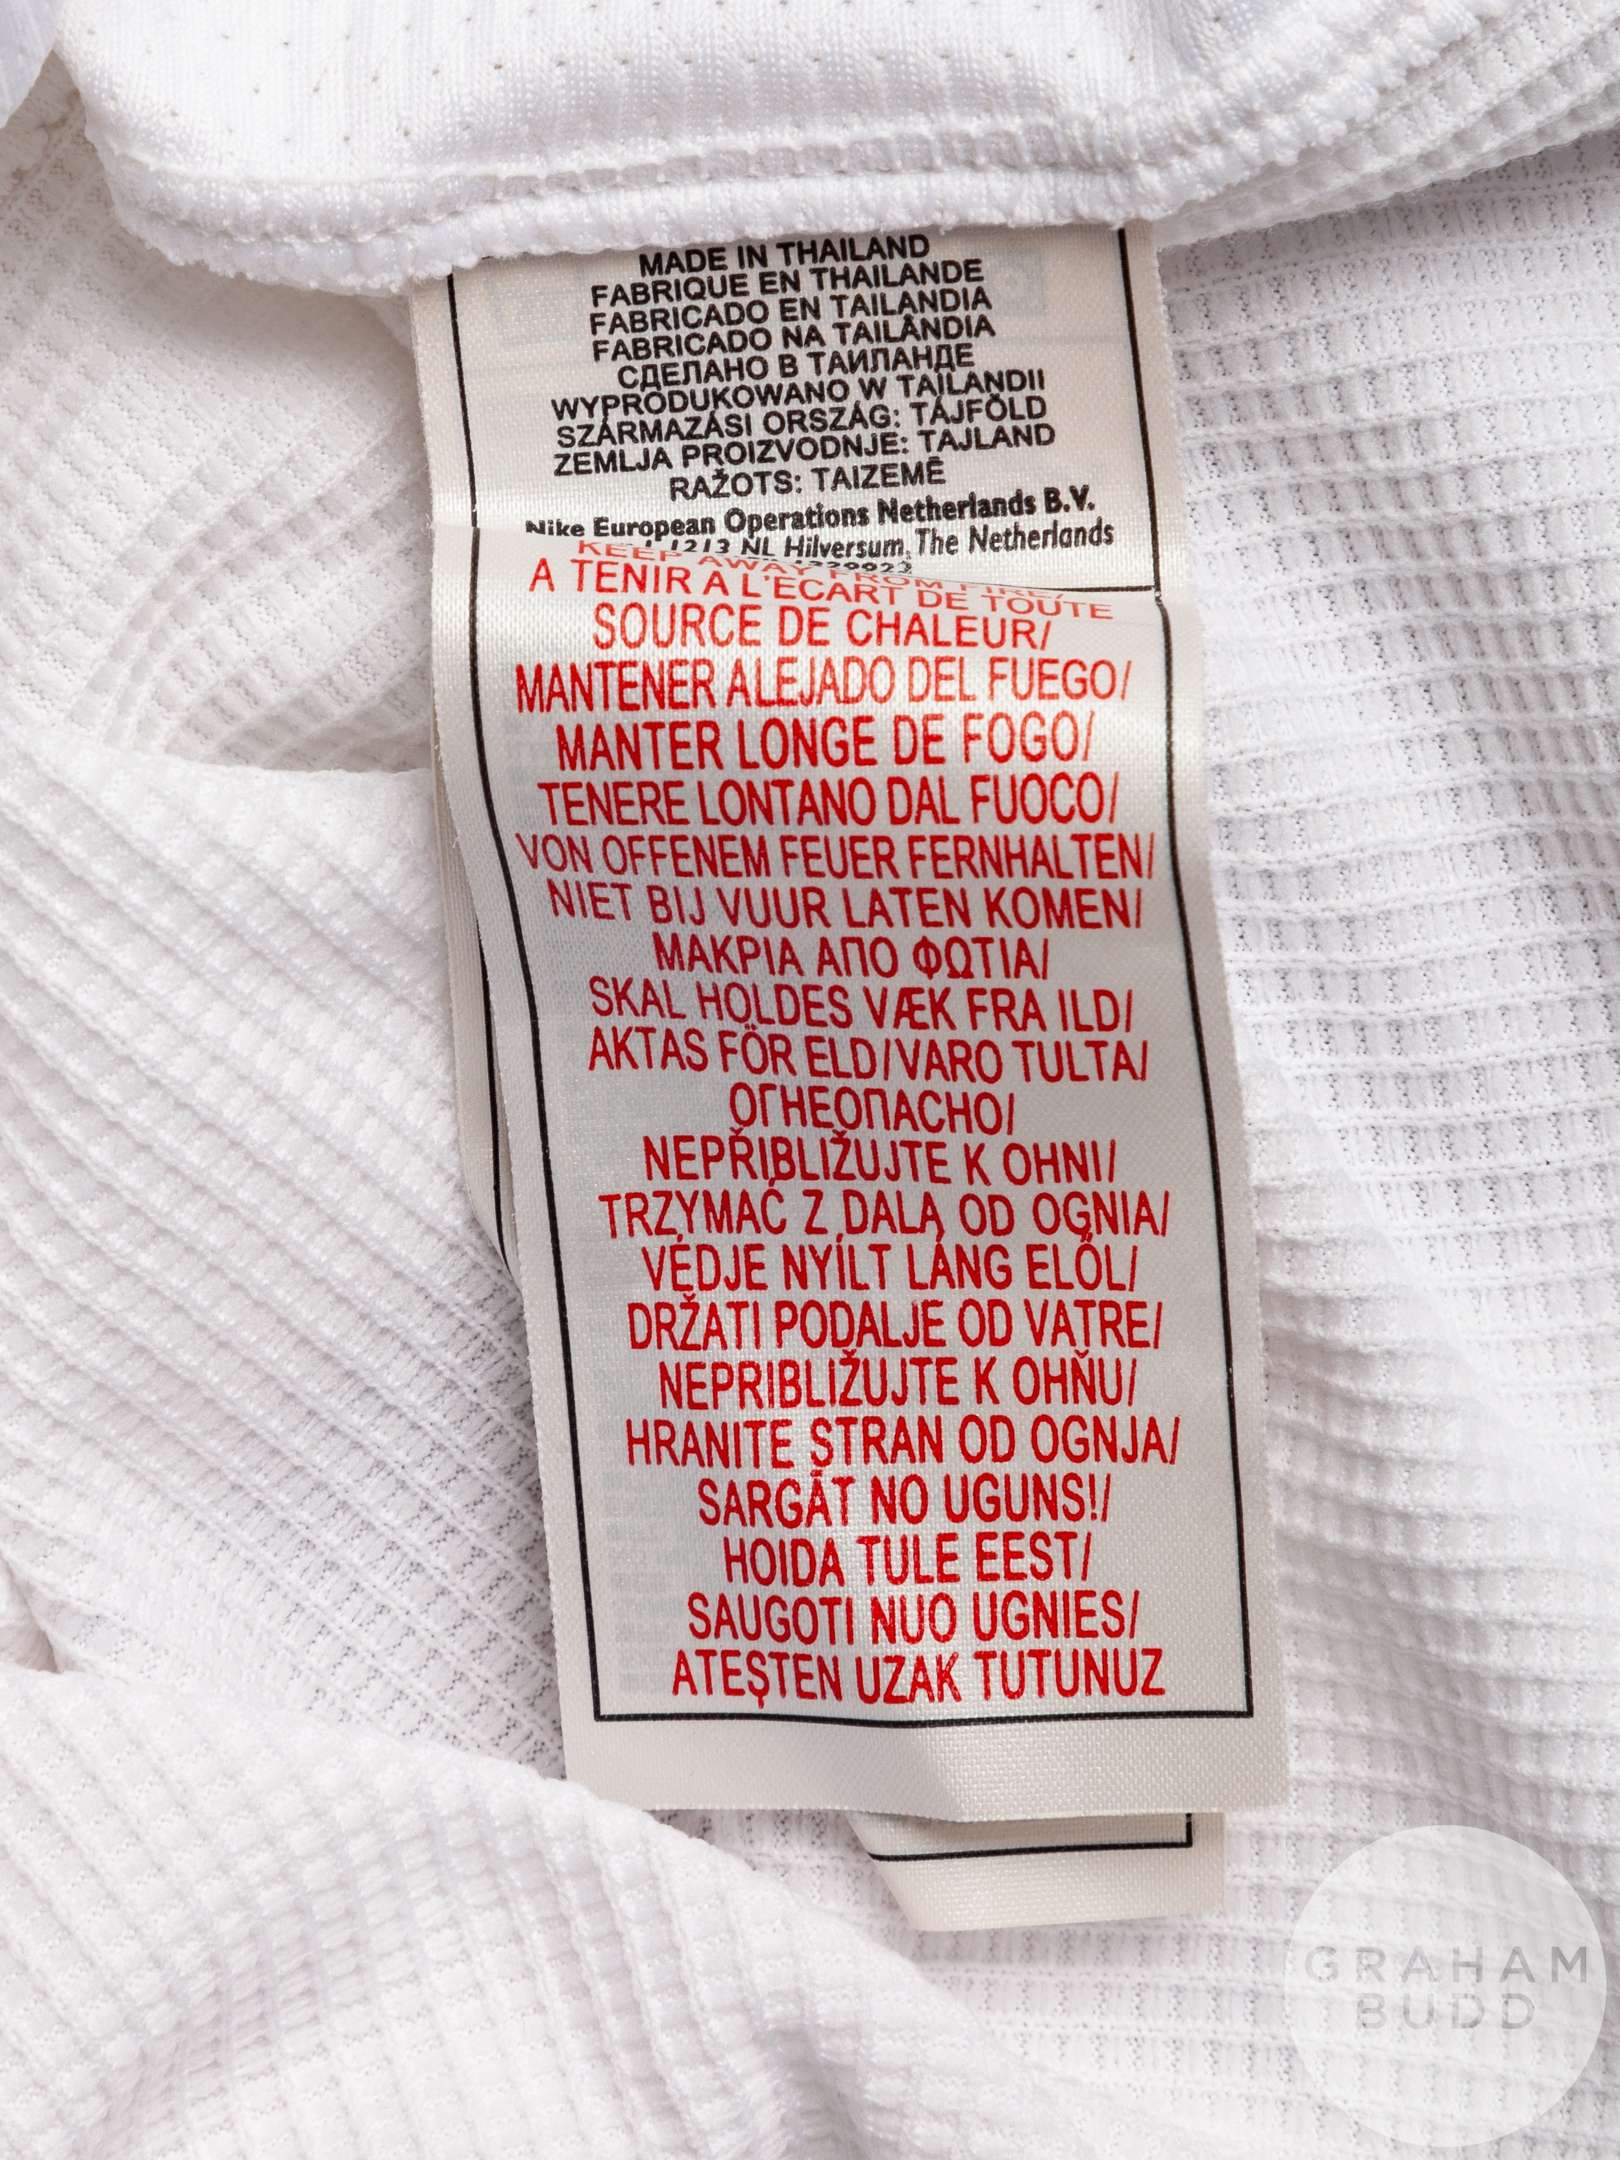 MADE IN THAILAND
FABRIQUE EN THAILANDE
FABRICADO EN TAILANDIA
FABRICADO NA TAILÂNDIA
СДЕЛАНО В ТАИЛАНДЕ
WYPRODUKOWANO W TAJLANDII
SZÁRMAZÁSI ORSZÁG: TÁJFÖLD
ZEMLJA PROIZVODNJE: TAJLAND
RAŽOTS: TAIZEMĒ
Nike European Operations Netherlands B.V.
1213 NL Hilversum, The Netherlands
KEEP AWAY FROM FIRE/
A TENIR A L'ECART DE TOUTE
SOURCE DE CHALEUR/
MANTENER ALEJADO DEL FUEGO/
MANTER LONGE DE FOGO/
TENERE LONTANO DAL FUOCO/
VON OFFENEM FEUER FERNHALTEN/
NIET BIJ VUUR LATEN KOMEN/
ΜΑΚΡΙΑ ΑΠΟ ΦΩΤΙΑ/
SKAL HOLDES VÆK FRA ILD/
AKTAS FÖR ELD/VARO TULTA/
ОГНЕОПАСНО/
NEPŘIBLIŽUJTE K OHNI/
TRZYMAĆ Z DALA OD OGNIA/
VÉDJE NYÍLT LÁNG ELŐL/
DRŽATI PODALJE OD VATRE/
NEPRIBLIŽUJTE K OHŇU/
HRANITE STRAN OD OGNJA/
SARGĀT NO UGUNS!/
HOIDA TULE EEST/
SAUGOTI NUO UGNIES/
ATEŞTEN UZAK TUTUNUZ
GRAHAM
BUDD